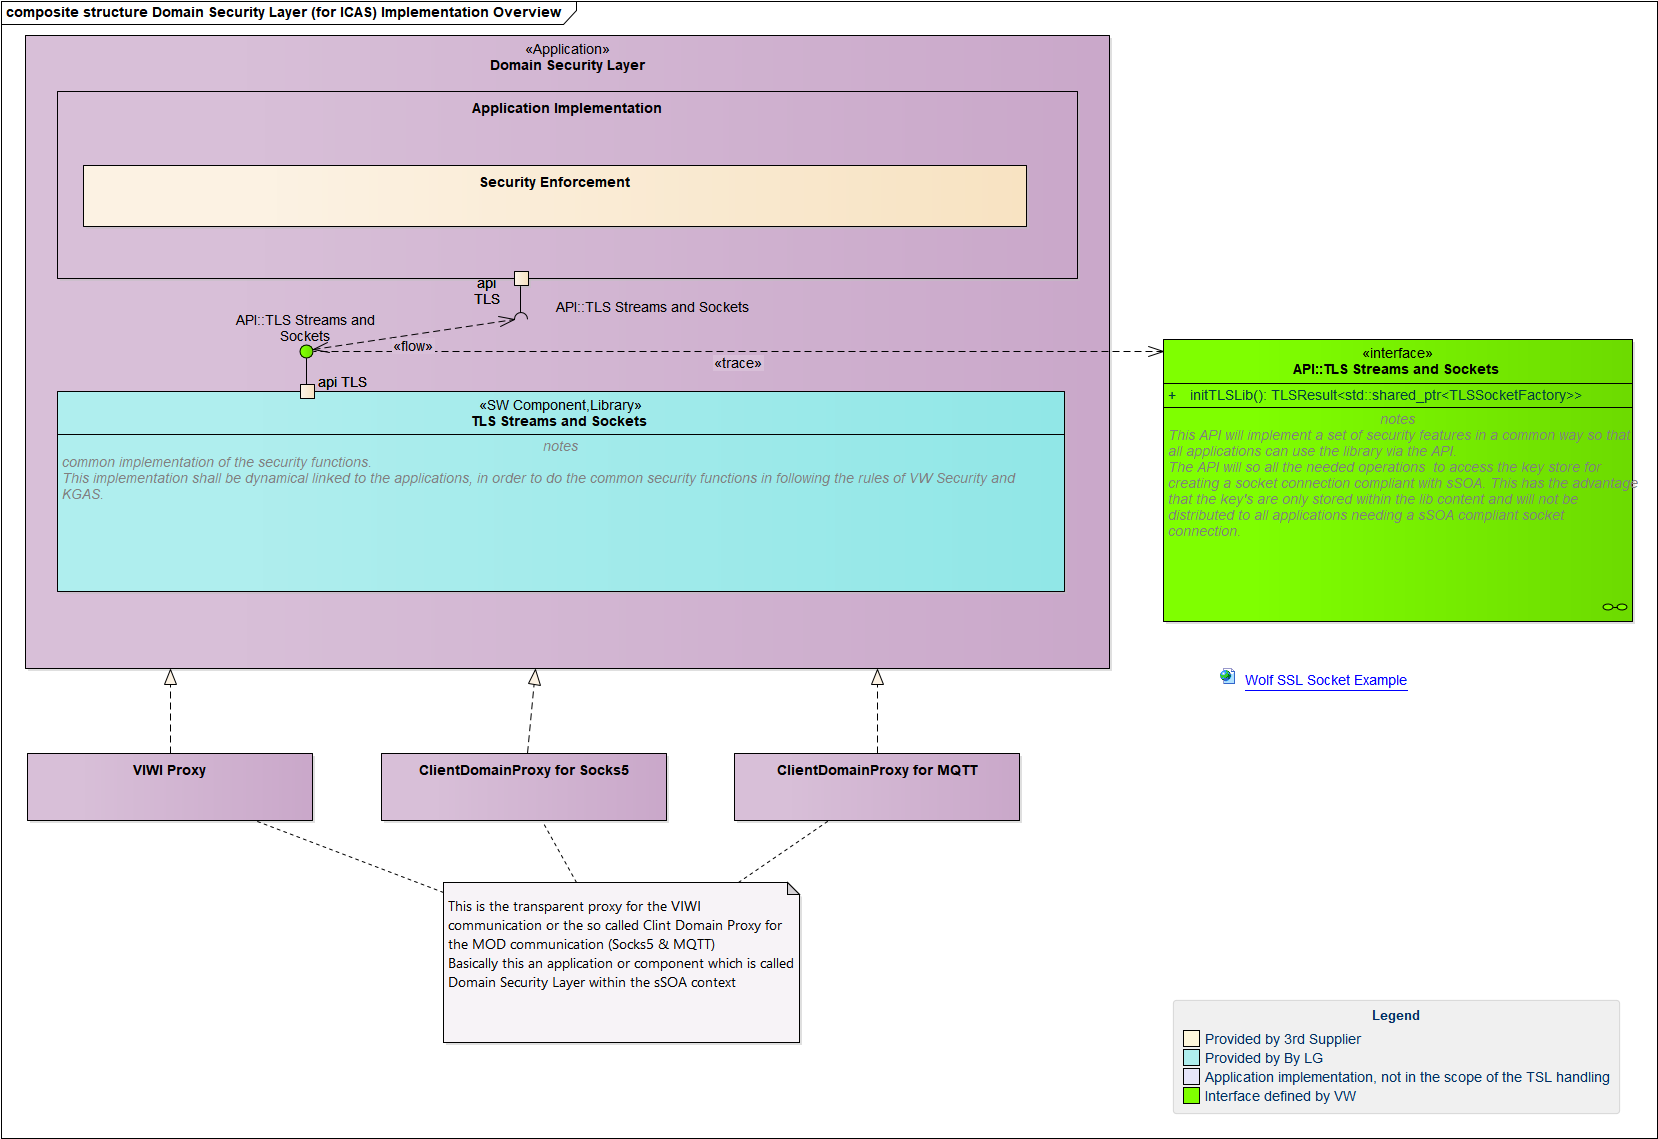 composite structure Domain Security Layer (for ICAS) Implementation Overview
«Application»
Domain Security Layer
Application Implementation
Security Enforcement
api
TLS
API::TLS Streams and Sockets
API::TLS Streams and
Sockets
«flow»
«trace»
api TLS
«SW Component,Library»
TLS Streams and Sockets
notes
common implementation of the security functions.
This implementation shall be dynamical linked to the applications, in order to do the common security functions in following the rules of VW Security and
KGAS.
«interface»
API::TLS Streams and Sockets
+ initTLSLib(): TLSResult<std::shared_ptr<TLSSocketFactory>>
notes
This API will implement a set of security features in a common way so that
all applications can use the library via the API.
The API will so all the needed operations  to access the key store for
creating a socket connection compliant with sSOA. This has the advantage
that the key's are only stored within the lib content and will not be
distributed to all applications needing a sSOA compliant socket
connection.
Wolf SSL Socket Example
VIWI Proxy
ClientDomainProxy for Socks5
ClientDomainProxy for MQTT
This is the transparent proxy for the VIWI
communication or the so called Clint Domain Proxy for
the MOD communication (Socks5 & MQTT)
Basically this an application or component which is called
Domain Security Layer within the sSOA context
Legend
Provided by 3rd Supplier
Provided by By LG
Application implementation, not in the scope of the TSL handling
Interface defined by VW